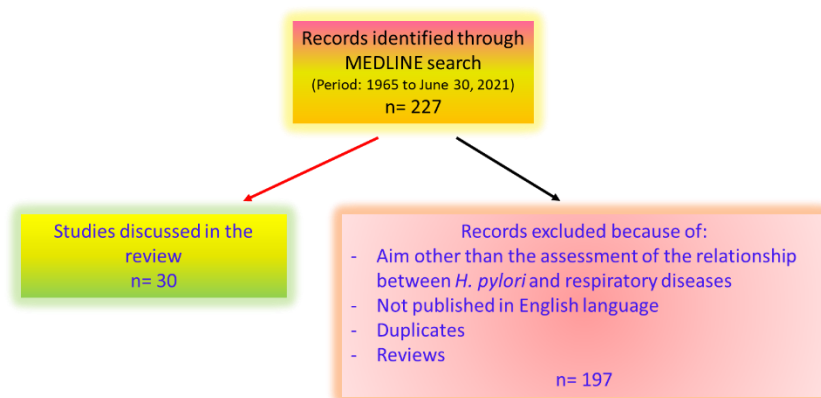 Records identified through
MEDLINE search
(Period: 1965 to June 30, 2021)
n= 227
Studies discussed in the
review
n= 30
Records excluded because of:
- Aim other than the assessment of the relationship
between H. pylori and respiratory diseases
- Not published in English language
- Duplicates
- Reviews
n= 197